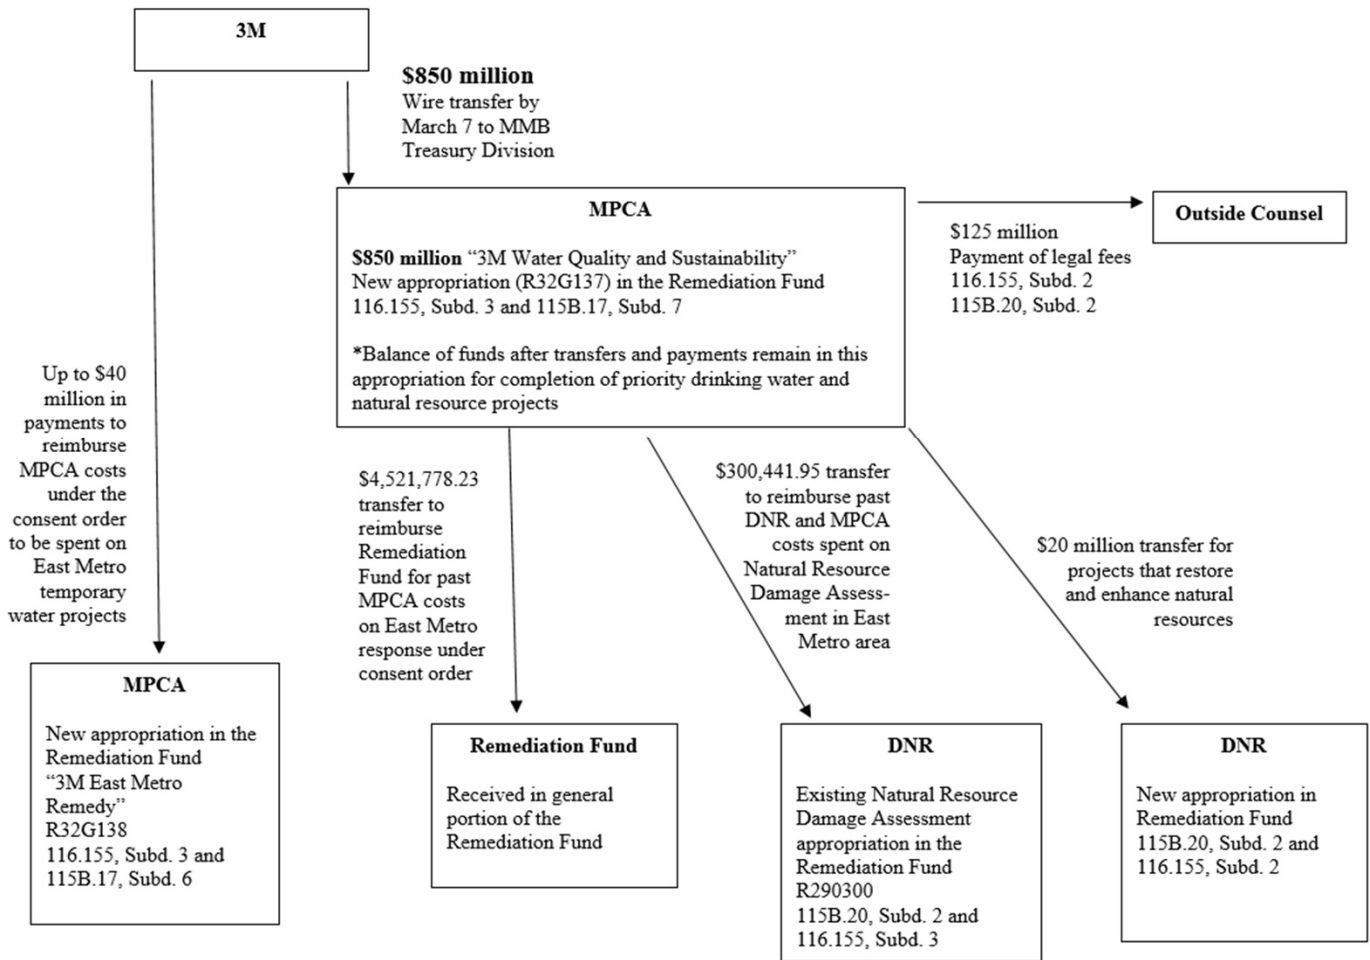 3M
$850 million
Wire transfer by
March 7 to MMB
Treasury Division
MPCA
$850 million “3M Water Quality and Sustainability”
New appropriation (R32G137) in the Remediation Fund
116.155, Subd. 3 and 115B.17, Subd. 7
*Balance of funds after transfers and payments remain in this
appropriation for completion of priority drinking water and
natural resource projects
Outside Counsel
$125 million
Payment of legal fees
116.155, Subd. 2
115B.20, Subd. 2
Up to $40
million in
payments to
reimburse
MPCA costs
under the
consent order
to be spent on
East Metro
temporary
water projects
$4,521,778.23
transfer to
reimburse
Remediation
Fund for past
MPCA costs
on East Metro
response under
consent order
$300,441.95 transfer
to reimburse past
DNR and MPCA
costs spent on
Natural Resource
Damage Assess-
ment in East
Metro area
$20 million transfer for
projects that restore
and enhance natural
resources
MPCA
New appropriation in the
Remediation Fund
“3M East Metro
Remedy”
R32G138
116.155, Subd. 3 and
115B.17, Subd. 6
Remediation Fund
Received in general
portion of the
Remediation Fund
DNR
Existing Natural Resource
Damage Assessment
appropriation in the
Remediation Fund
R290300
115B.20, Subd. 2 and
116.155, Subd. 3
DNR
New appropriation in
Remediation Fund
115B.20, Subd. 2 and
116.155, Subd. 2